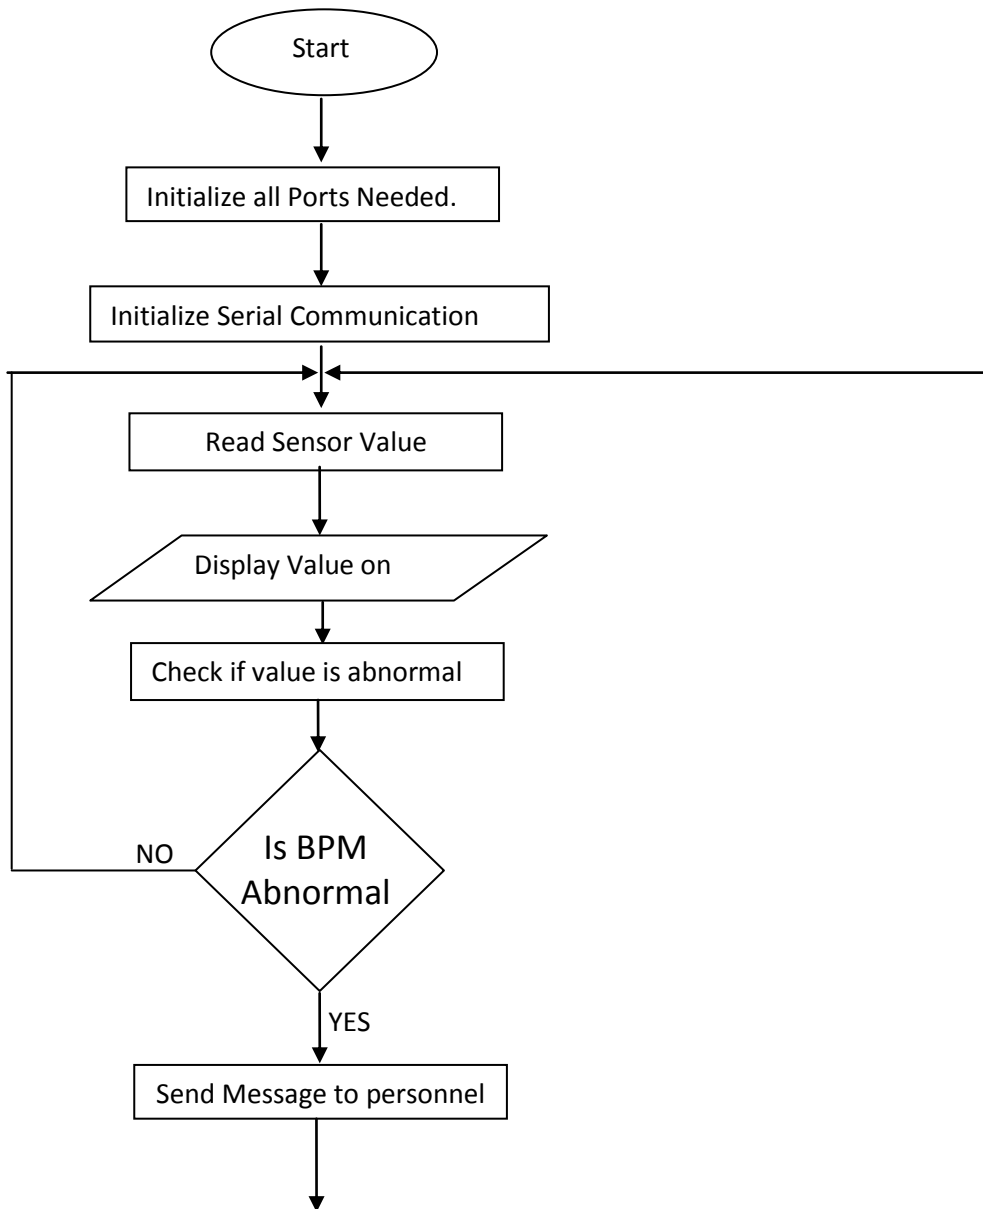 Start
Initialize all Ports Needed.
Initialize Serial Communication
Read Sensor Value
Display Value on
Check if value is abnormal
Is BPM
Abnormal
NO
YES
Send Message to personnel